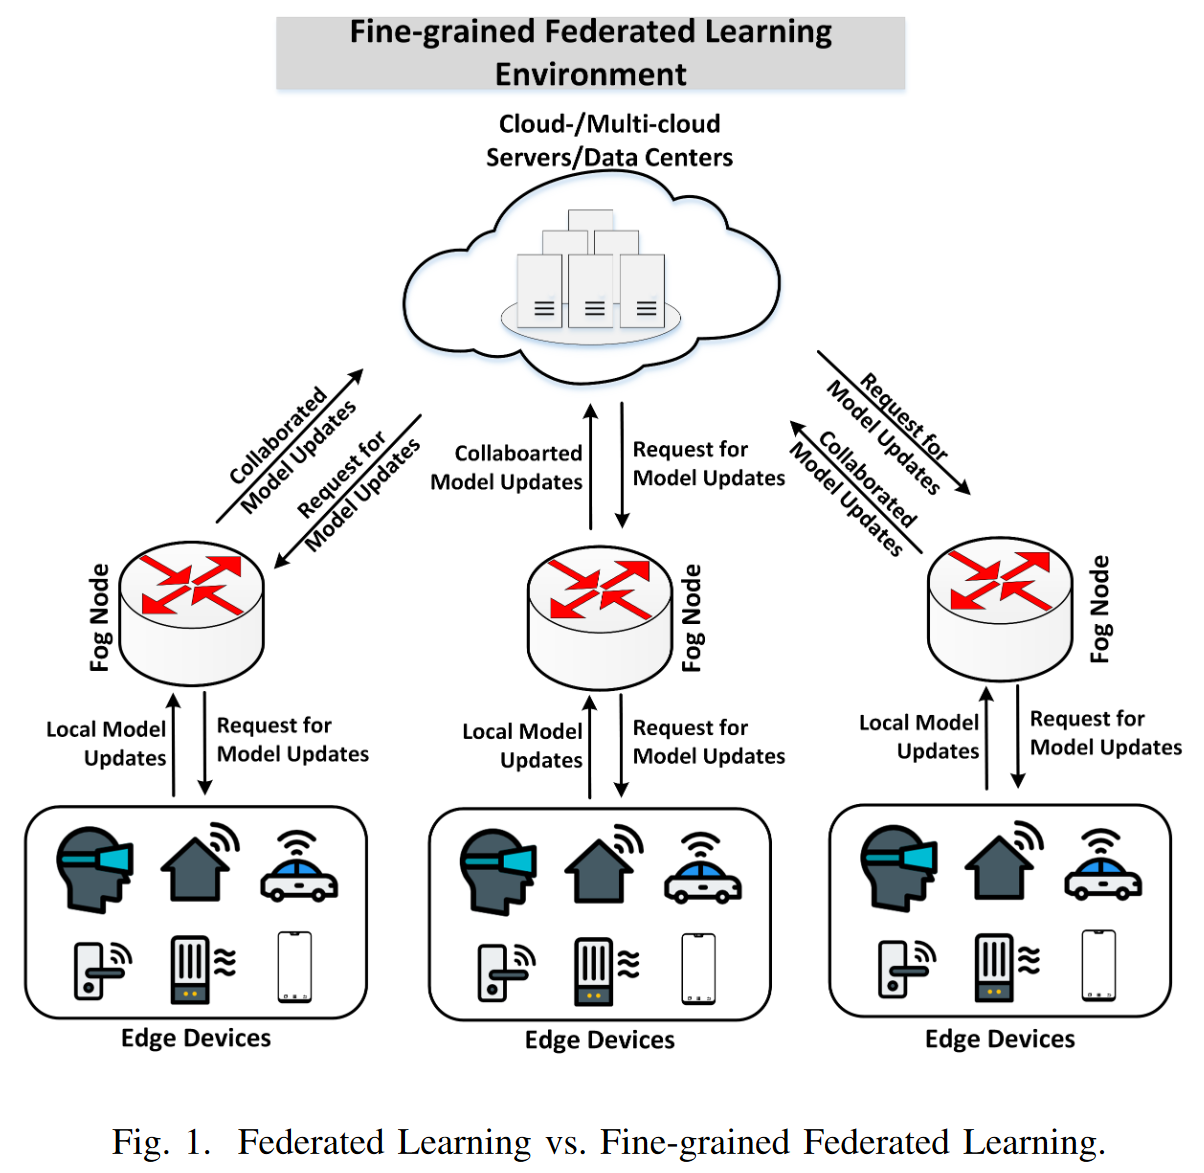 Fine-grained Federated Learning
Environment
Cloud-/Multi-cloud
Servers/Data Centers
Collaborated
Model Updates
Request for
Model Updates
Collaboarted
Model Updates
Request for
Model Updates
Request for
Model Updates
Collaborated
Model Updates
Fog Node
Fog Node
Fog Node
Local Model
Updates
Request for
Model Updates
Local Model
Updates
Request for
Model Updates
Local Model
Updates
Request for
Model Updates
Edge Devices
Edge Devices
Edge Devices
Fig. 1. Federated Learning vs. Fine-grained Federated Learning.